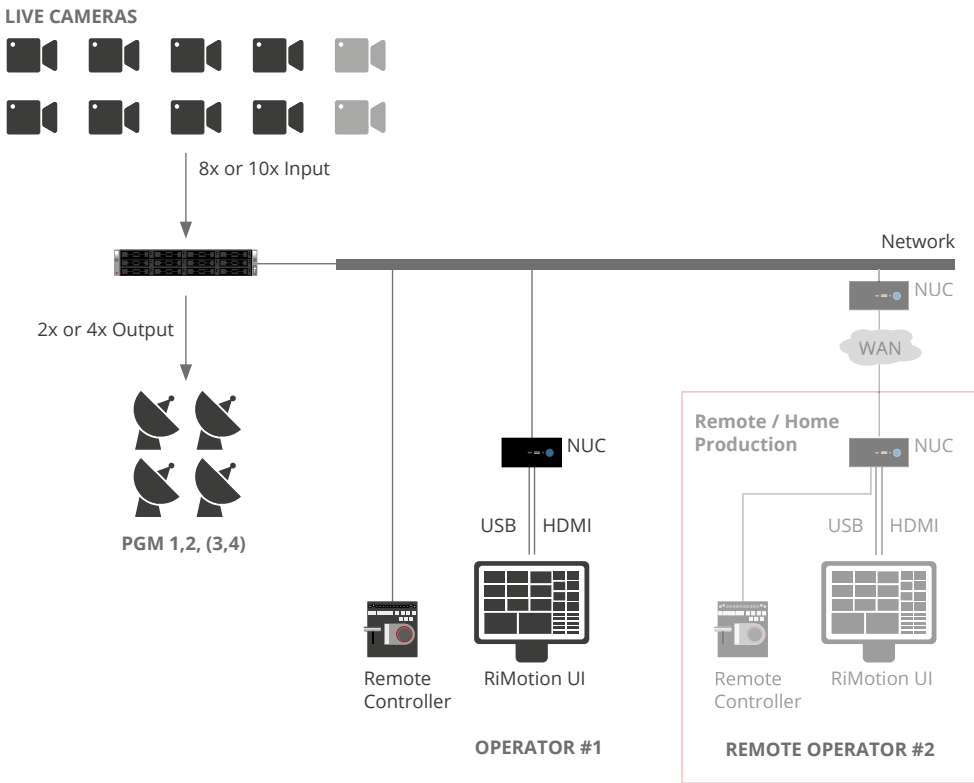 LIVE CAMERAS
8x or 10x Input
Network
NUC
2x or 4x Output
WAN
Remote / Home
Production
NUC
NUC
USB
HDMI
USB
HDMI
PGM 1,2, (3,4)
Remote
Controller
RiMotion UI
Remote
Controller
RiMotion UI
OPERATOR #1
REMOTE OPERATOR #2